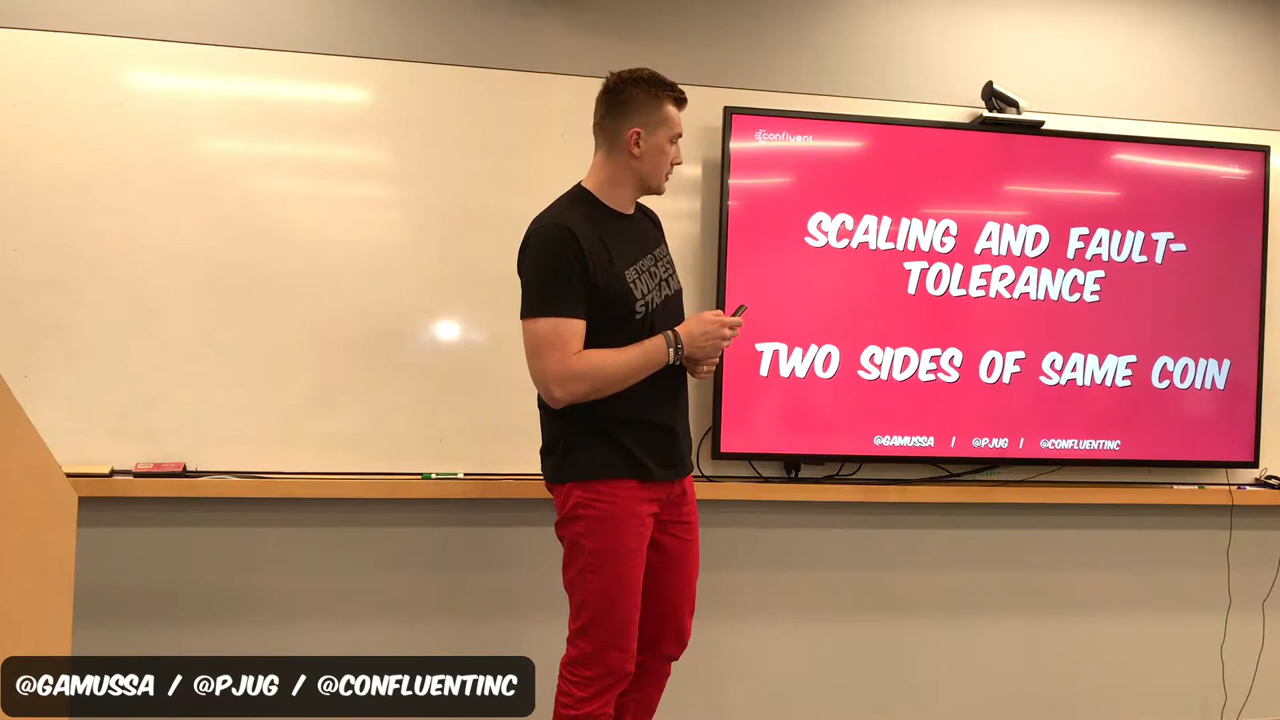 confluent
SCALING AND FAULT-
TOLERANCE
TWO SIDES OF SAME COIN
@GAMUSSA / @PJUG / @CONFLUENTINC
BEYOND YOUR
WILDEST
STREAMS
@GAMUSSA / @PJUG / @CONFLUENTINC